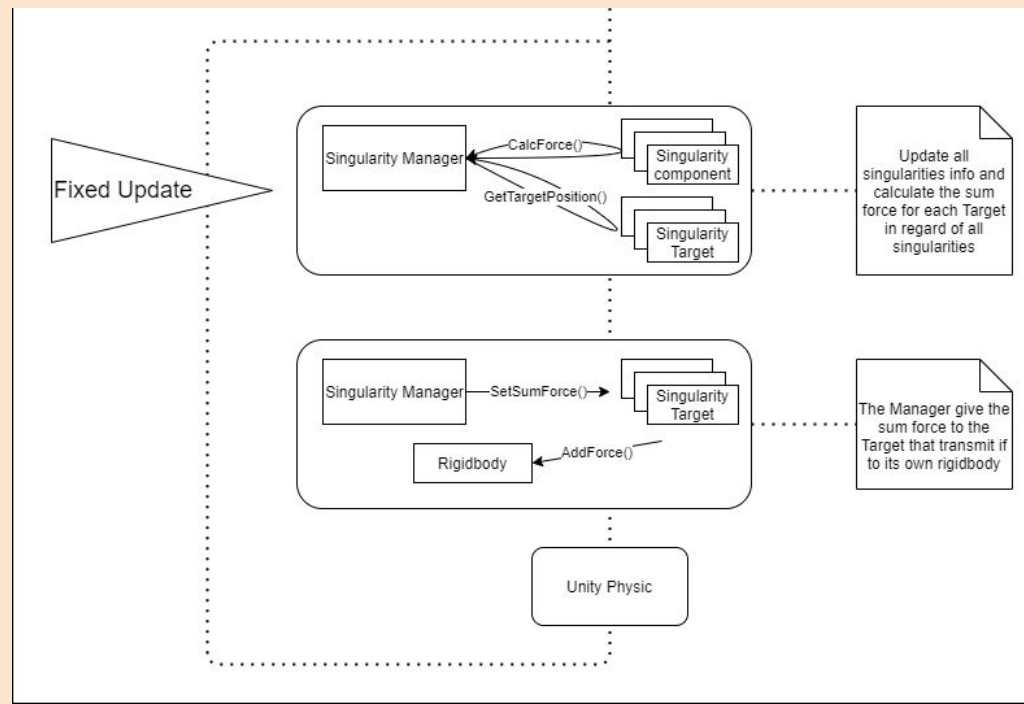 Fixed Update
Singularity Manager
CalcForce()
Singularity
component
GetTargetPosition()
Singularity
Target
Update all
singularities info and
calculate the sum
force for each Target
in regard of all
singularities
Singularity Manager
SetSumForce()
Singularity
Target
Rigidbody
AddForce()
The Manager give the
sum force to the
Target that transmit if
to its own rigidbody
Unity Physic